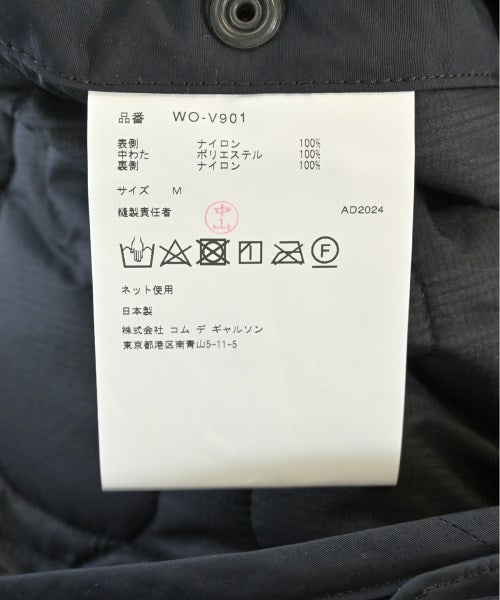 品番 WO-V901
表側 ナイロン 100%
中わた ポリエステル 100%
裏側 ナイロン 100%
サイズ M
縫製責任者 中山 AD2024
F
ネット使用
日本製
株式会社 コム デ ギャルソン
東京都港区南青山5-11-5